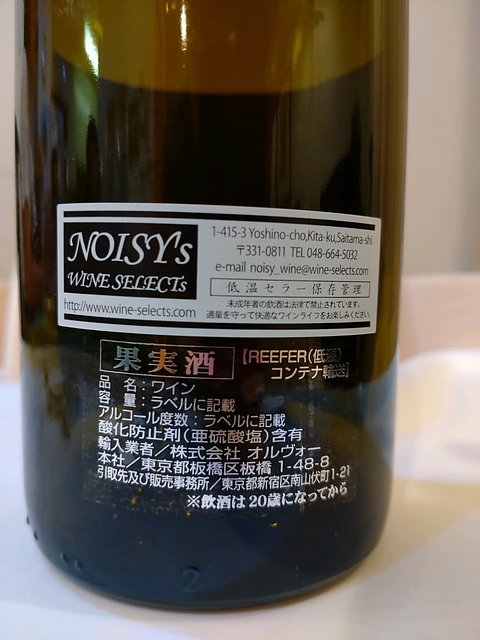 NOISY's
WINE SELECTs
http://www.wine-selects.com
1-415-3 Yoshino-cho,Kita-ku,Saitama-shi
〒331-0811 TEL 048-664-5032
e-mail noisy_wine@wine-selects.com
低温セラー保存管理
未成年者の飲酒は法律で禁止されています。
適量を守って快適なワインライフをお楽しみください。
果実酒
【REEFER(低温)
コンテナ輸送】
品 名：ワイン
容 量：ラベルに記載
アルコール度数：ラベルに記載
酸化防止剤(亜硫酸塩)含有
輸入業者／株式会社 オルヴォー
本社／東京都板橋区板橋 1-48-8
引取先及び販売事務所／東京都新宿区南山伏町1-21
※飲酒は20歳になってから
2